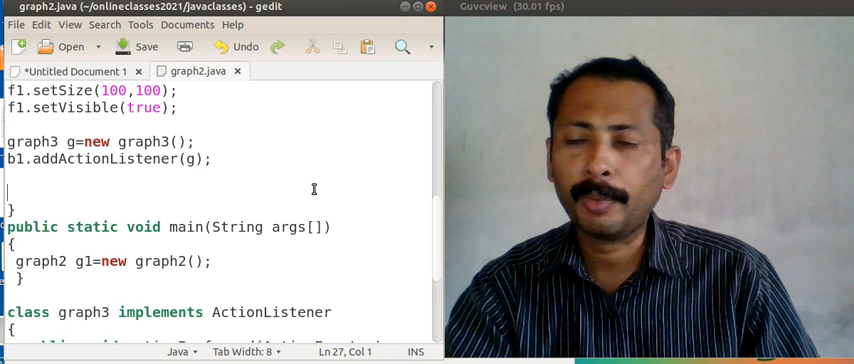 graph2.java (~/onlineclasses2021/javaclasses) - gedit
File Edit View Search Tools Documents Help
Open Save Undo
*Untitled Document 1 × graph2.java ×
f1.setSize(100,100);
f1.setVisible(true);
graph3 g=new graph3();
b1.addActionListener(g);
}
public static void main(String args[])
{
graph2 g1=new graph2();
}
class graph3 implements ActionListener
{
Java Tab Width: 8 Ln 27, Col 1 INS
Guvcview (30.01 fps)